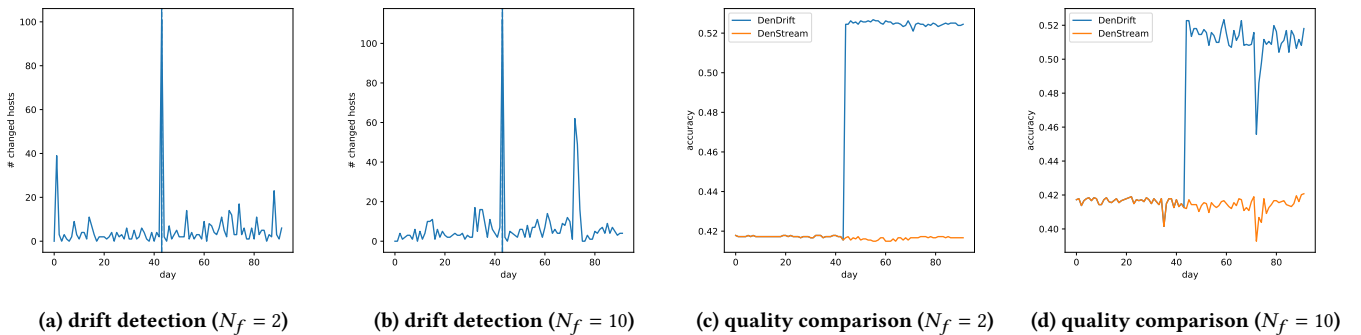 100
80
60
40
20
0
# changed hosts
0 20 40 60 80
day
(a) drift detection (N_f = 2)
100
80
60
40
20
0
# changed hosts
0 20 40 60 80
day
(b) drift detection (N_f = 10)
DenDrift
DenStream
0.52
0.50
0.48
0.46
0.44
0.42
accuracy
0 20 40 60 80
day
(c) quality comparison (N_f = 2)
DenDrift
DenStream
0.52
0.50
0.48
0.46
0.44
0.42
0.40
accuracy
0 20 40 60 80
day
(d) quality comparison (N_f = 10)